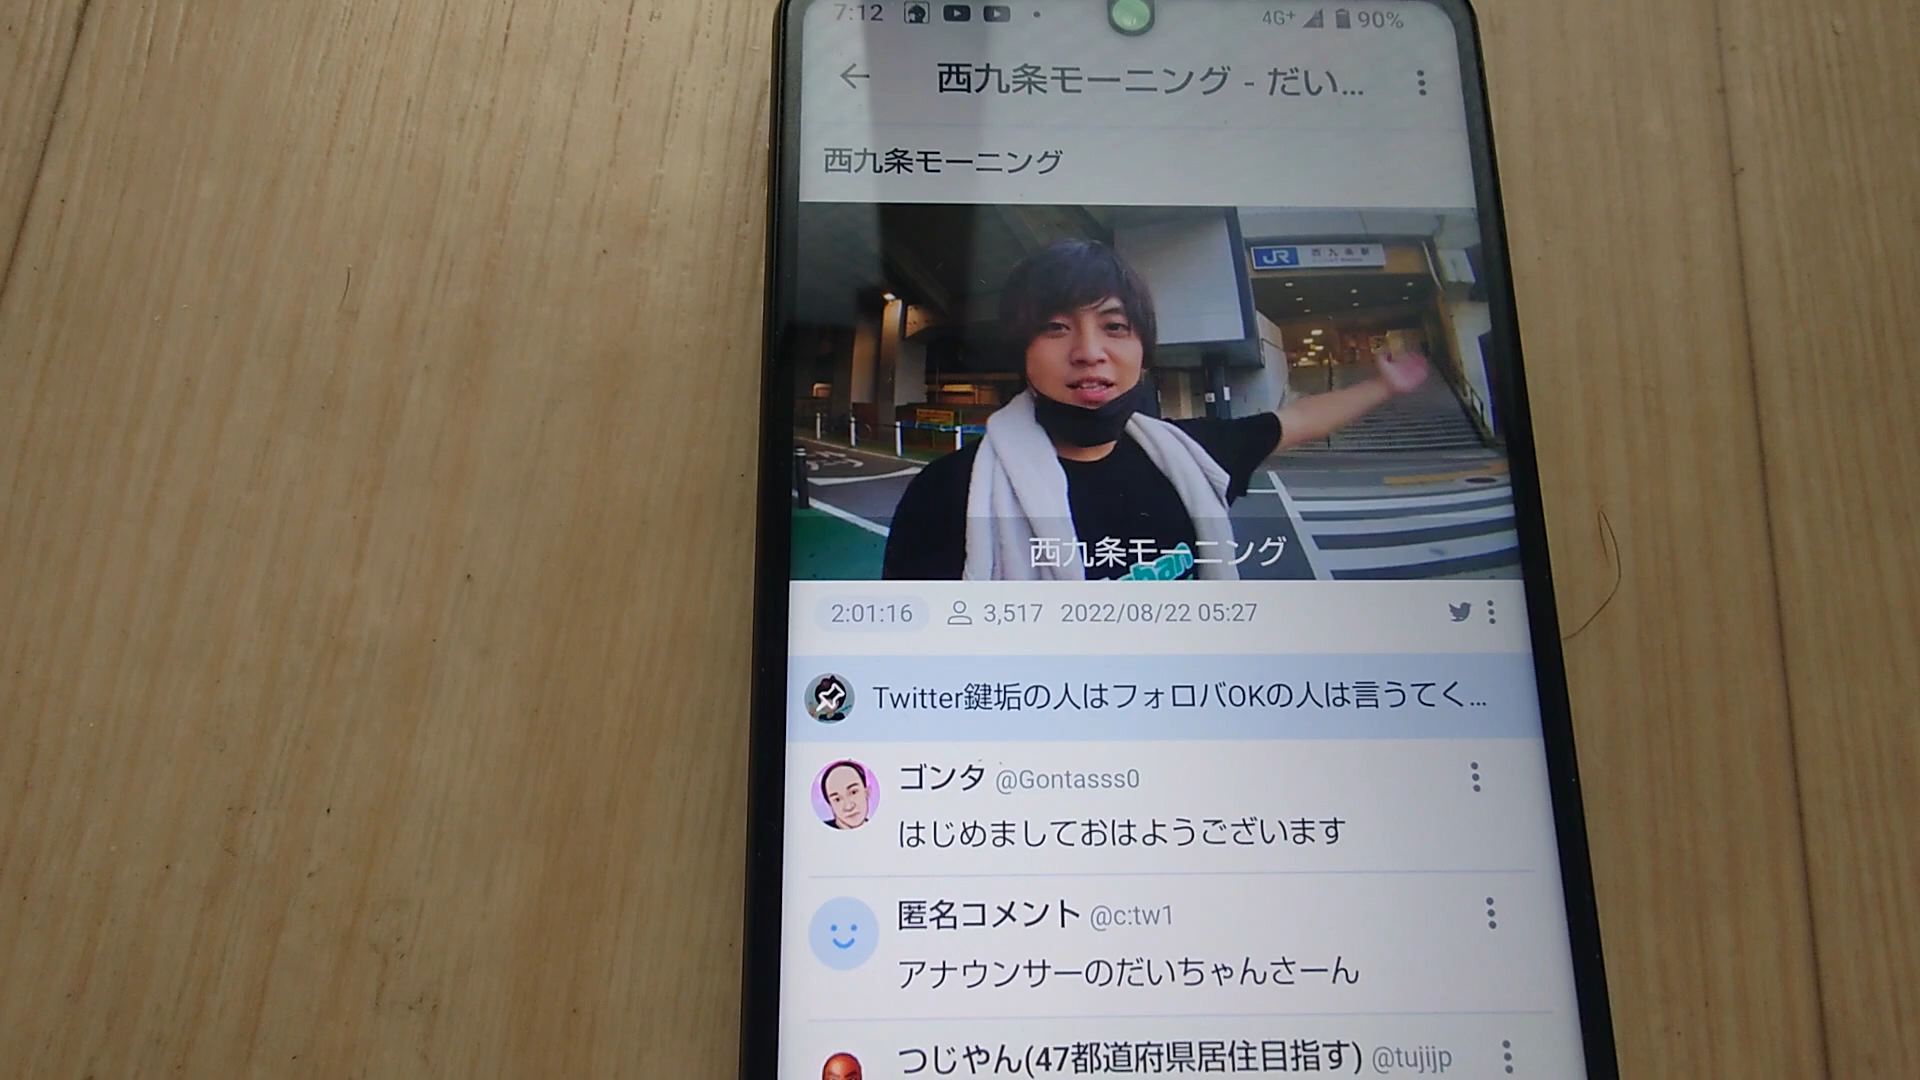 7:12 4G+ 90%
西九条モーニング - だい...
西九条モーニング
JR 西九条駅
西九条モーニング
2:01:16 3,517 2022/08/22 05:27
Twitter鍵垢の人はフォロバOKの人は言うてく...
ゴンタ @Gontasss0
はじめましておはようございます
匿名コメント @c:tw1
アナウンサーのだいちゃんさーん
つじやん(47都道府県居住目指す) @tujijp